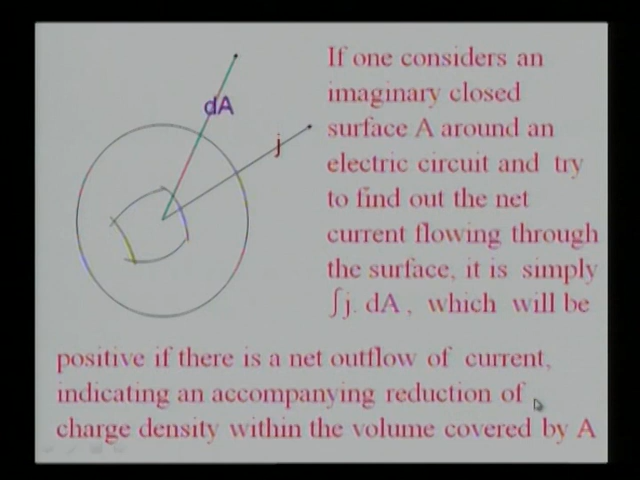 dA
j
If one considers an
imaginary closed
surface A around an
electric circuit and try
to find out the net
current flowing through
the surface, it is simply
∫j. dA , which will be
positive if there is a net outflow of current,
indicating an accompanying reduction of
charge density within the volume covered by A